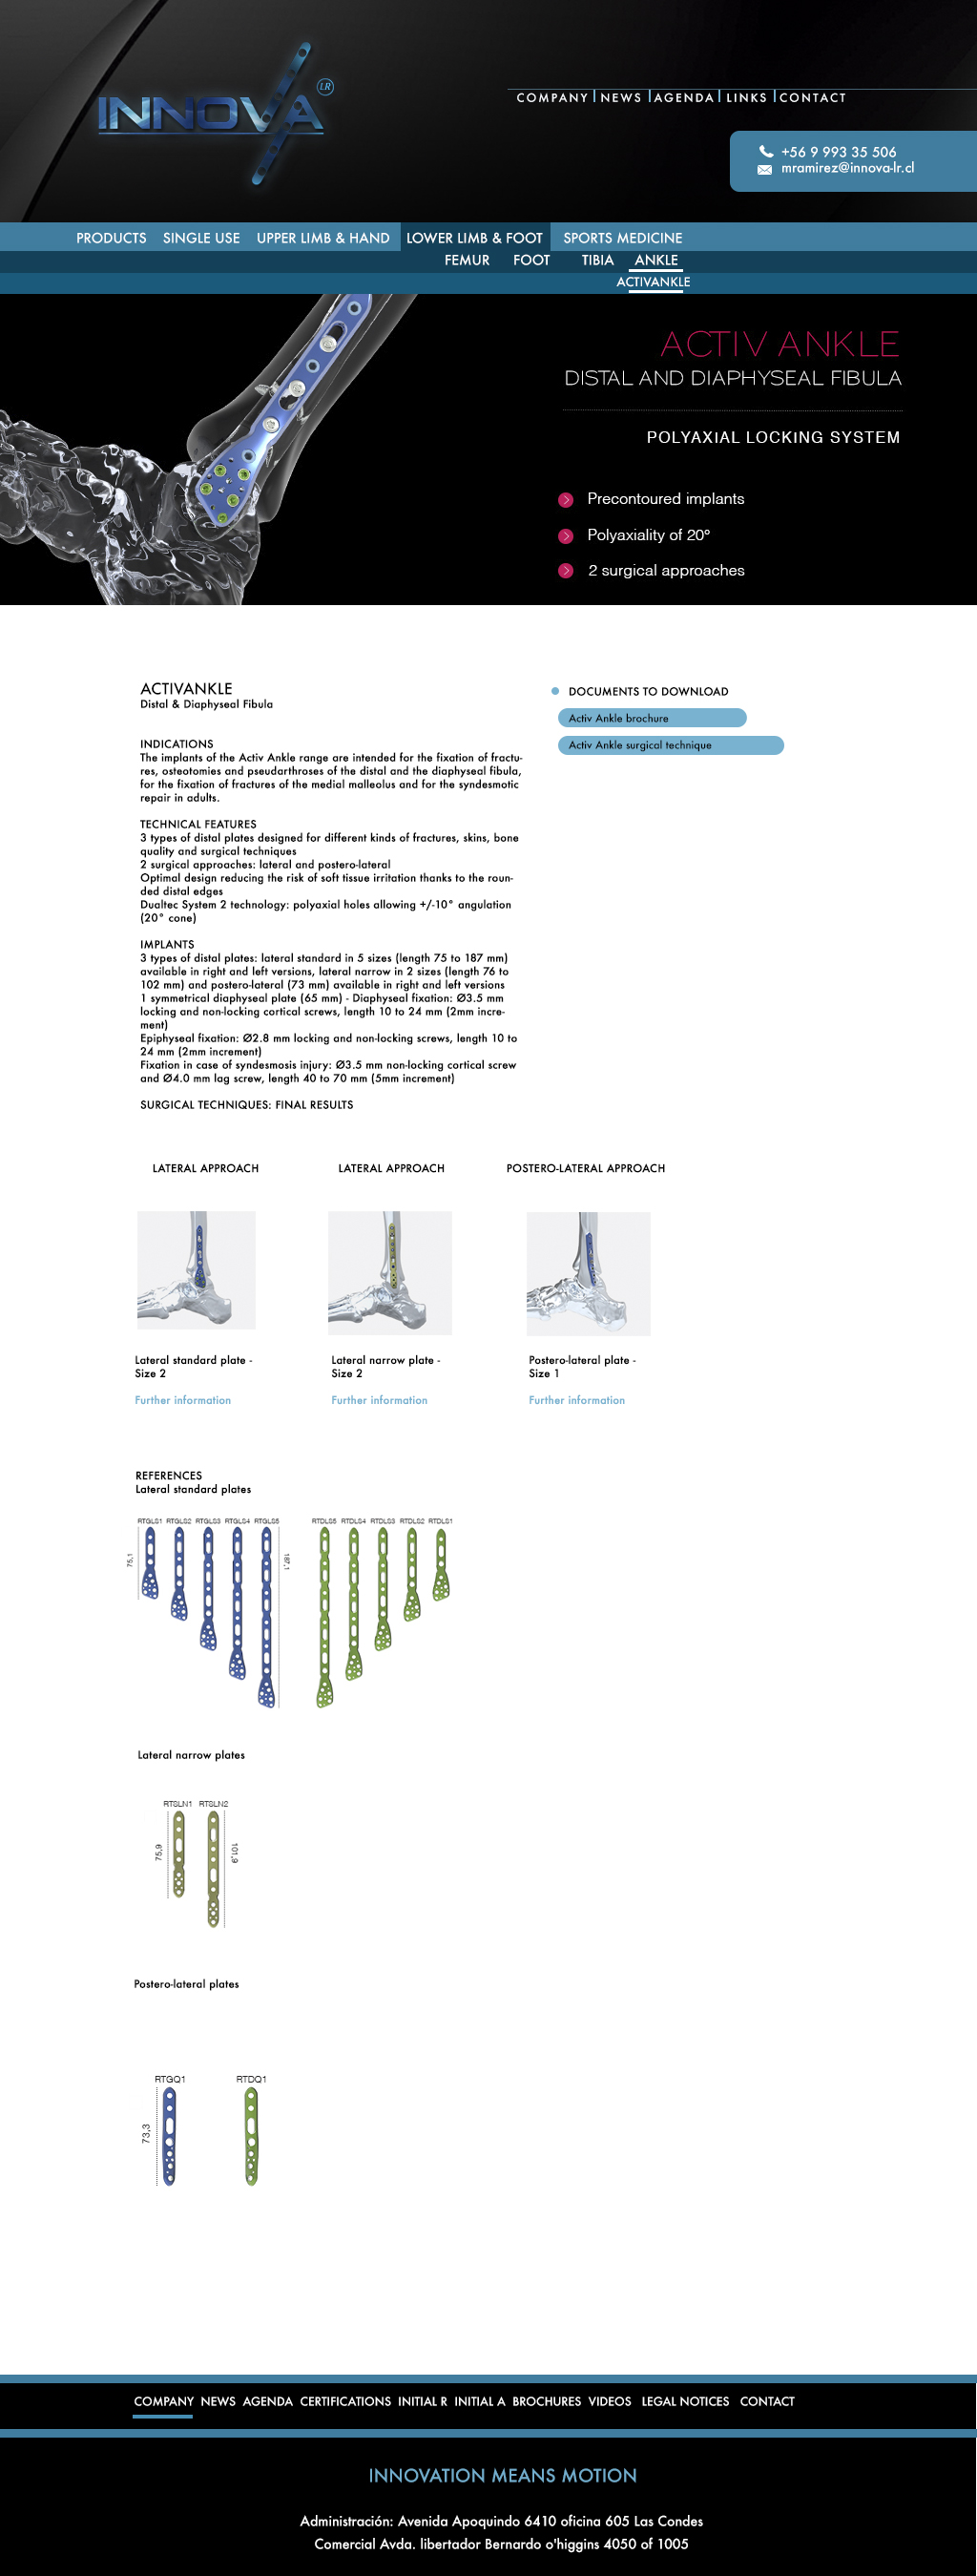 INNOVA LR
COMPANY NEWS AGENDA LINKS CONTACT
+56 9 993 35 506
mramirez@innova-lr.cl
PRODUCTS SINGLE USE UPPER LIMB & HAND LOWER LIMB & FOOT SPORTS MEDICINE
FEMUR FOOT TIBIA ANKLE
ACTIVANKLE
ACTIV ANKLE
DISTAL AND DIAPHYSEAL FIBULA
POLYAXIAL LOCKING SYSTEM
Precontoured implants
Polyaxiality of 20°
2 surgical approaches
ACTIVANKLE
Distal & Diaphyseal Fibula
INDICATIONS
The implants of the Activ Ankle range are intended for the fixation of fractu-
res, osteotomies and pseudarthroses of the distal and the diaphyseal fibula,
for the fixation of fractures of the medial malleolus and for the syndesmotic
repair in adults.
TECHNICAL FEATURES
3 types of distal plates designed for different kinds of fractures, skins, bone
quality and surgical techniques
2 surgical approaches: lateral and postero-lateral
Optimal design reducing the risk of soft tissue irritation thanks to the roun-
ded distal edges
Dualtec System 2 technology: polyaxial holes allowing +/-10° angulation
(20° cone)
IMPLANTS
3 types of distal plates: lateral standard in 5 sizes (length 75 to 187 mm)
available in right and left versions, lateral narrow in 2 sizes (length 76 to
102 mm) and postero-lateral (73 mm) available in right and left versions
1 symmetrical diaphyseal plate (65 mm) - Diaphyseal fixation: Ø3.5 mm
locking and non-locking cortical screws, length 10 to 24 mm (2mm incre-
ment)
Epiphyseal fixation: Ø2.8 mm locking and non-locking screws, length 10 to
24 mm (2mm increment)
Fixation in case of syndesmosis injury: Ø3.5 mm non-locking cortical screw
and Ø4.0 mm lag screw, length 40 to 70 mm (5mm increment)
SURGICAL TECHNIQUES: FINAL RESULTS
DOCUMENTS TO DOWNLOAD
Activ Ankle brochure
Activ Ankle surgical technique
LATERAL APPROACH LATERAL APPROACH POSTERO-LATERAL APPROACH
Lateral standard plate -
Size 2
Further information
Lateral narrow plate -
Size 2
Further information
Postero-lateral plate -
Size 1
Further information
REFERENCES
Lateral standard plates
RTGLS1 RTGLS2 RTGLS3 RTGLS4 RTGLS5 RTDLS5 RTDLS4 RTDLS3 RTDLS2 RTDLS1
75,1
187,1
Lateral narrow plates
RTSLN1 RTSLN2
75,9
101,9
Postero-lateral plates
RTGQ1 RTDQ1
73,3
COMPANY NEWS AGENDA CERTIFICATIONS INITIAL R INITIAL A BROCHURES VIDEOS LEGAL NOTICES CONTACT
INNOVATION MEANS MOTION
Administración: Avenida Apoquindo 6410 oficina 605 Las Condes
Comercial Avda. libertador Bernardo o'higgins 4050 of 1005